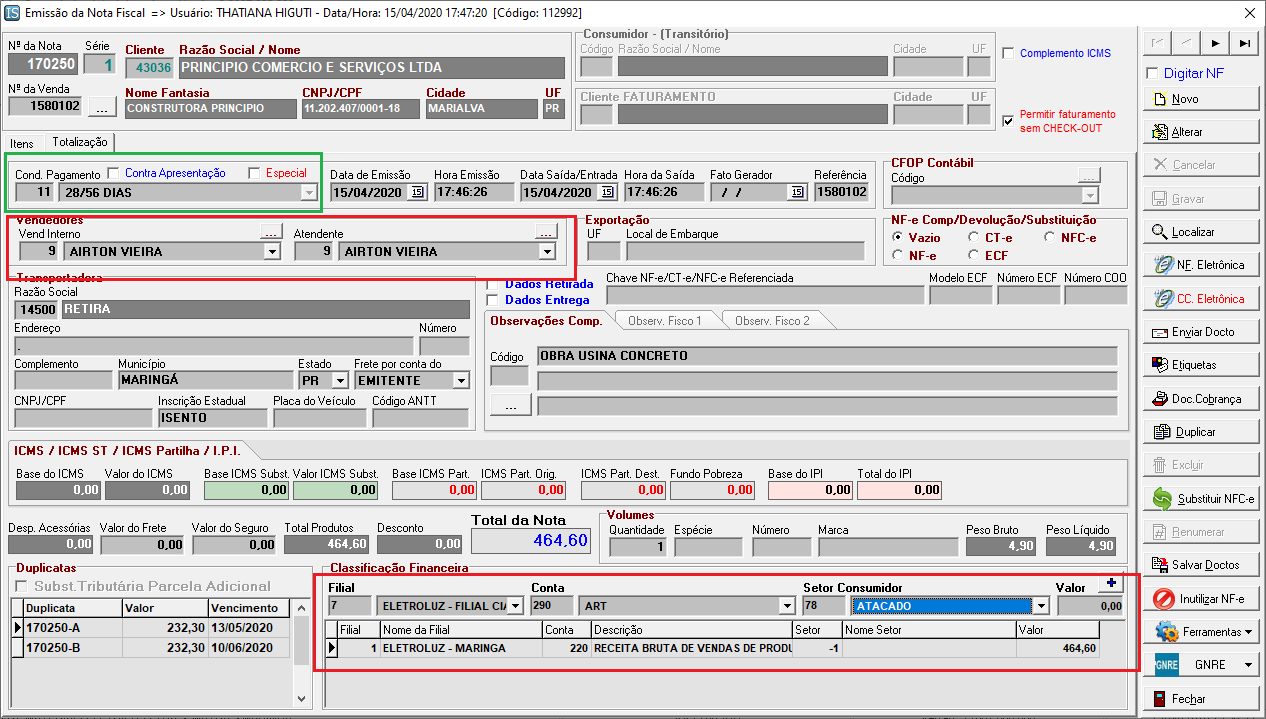 Emissão da Nota Fiscal => Usuário: THATIANA HIGUTI - Data/Hora: 15/04/2020 17:47:20 [Código: 112992]
Nº da Nota Série
170250 1
Cliente Razão Social / Nome
43036 PRINCIPIO COMERCIO E SERVIÇOS LTDA
Nº da Venda
1580102 ...
Nome Fantasia CNPJ/CPF Cidade UF
CONSTRUTORA PRINCIPIO 11.202.407/0001-18 MARIALVA PR
Consumidor - (Transitório)
Código Razão Social / Nome Cidade UF
Cliente FATURAMENTO Cidade UF
Complemento ICMS
Permitir faturamento
sem CHECK-OUT
Itens Totalização
Cond. Pagamento Contra Apresentação Especial
11 28/56 DIAS
Data de Emissão Hora Emissão Data Saída/Entrada Hora da Saída Fato Gerador Referência
15/04/2020 15 17:46:26 15/04/2020 15 17:46:26 / / 15 1580102
CFOP Contábil
Código ...
Vendedores
Vend Interno ... Atendente ...
9 AIRTON VIEIRA 9 AIRTON VIEIRA
Exportação
UF Local de Embarque
NF-e Comp/Devolução/Substituição
Vazio CT-e NFC-e
NF-e ECF
Transportadora
Razão Social
14500 RETIRA
Endereço Número
.
Complemento Município Estado Frete por conta do
MARINGÁ PR EMITENTE
CNPJ/CPF Inscrição Estadual Placa do Veículo Código ANTT
ISENTO
Dados Retirada
Dados Entrega
Chave NF-e/CT-e/NFC-e Referenciada Modelo ECF Número ECF Número COO
Observações Comp. Observ. Fisco 1 Observ. Fisco 2
Código OBRA USINA CONCRETO
...
ICMS / ICMS ST / ICMS Partilha / I.P.I.
Base do ICMS Valor do ICMS Base ICMS Subst. Valor ICMS Subst. Base ICMS Part. ICMS Part. Orig. ICMS Part. Dest. Fundo Pobreza Base do IPI Total do IPI
0,00 0,00 0,00 0,00 0,00 0,00 0,00 0,00 0,00 0,00
Desp. Acessórias Valor do Frete Valor do Seguro Total Produtos Desconto Total da Nota
0,00 0,00 0,00 464,60 0,00 464,60
Volumes
Quantidade Espécie Número Marca Peso Bruto Peso Líquido
1 4,90 4,90
Duplicatas
Subst.Tributária Parcela Adicional
Duplicata Valor Vencimento
170250-A 232,30 13/05/2020
170250-B 232,30 10/06/2020
Classificação Financeira
Filial Conta Setor Consumidor Valor +
7 ELETROLUZ - FILIAL CIA 290 ART 78 ATACADO 0,00
Filial Nome da Filial Conta Descrição Setor Nome Setor Valor
1 ELETROLUZ - MARINGA 220 RECEITA BRUTA DE VENDAS DE PRODU -1 464,60
Digitar NF
Novo
Alterar
Cancelar
Gravar
Localizar
NF. Eletrônica
CC. Eletrônica
Enviar Docto
Etiquetas
Doc.Cobrança
Duplicar
Excluir
Substituir NFC-e
Renumerar
Salvar Doctos
Inutilizar NF-e
Ferramentas
GNRE GNRE
Fechar